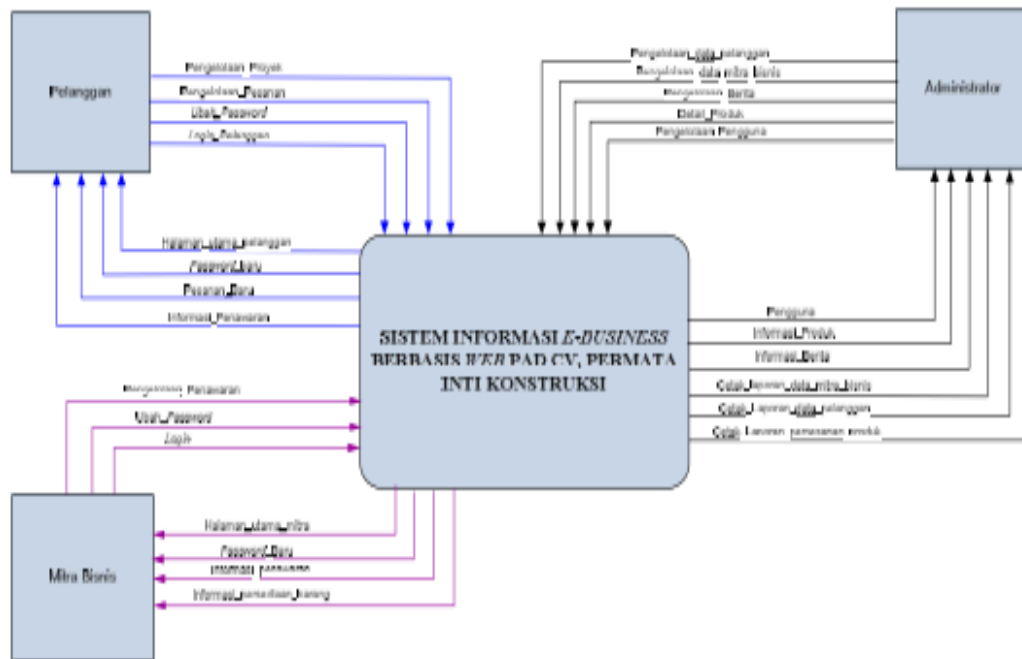 Pelanggan
Pengelolaan_Proyek
Pengelolaan_Pesanan
Ubah_Password
Login_Pelanggan
Halaman_utama_pelanggan
Password_baru
Pesanan_Baru
Informasi_Penawaran
Pengelolaan_data_pelanggan
Pengelolaan_data_mitra_bisnis
Pengelolaan_Berita
Detail_Produk
Pengelolaan_Pengguna
Administrator
SISTEM INFORMASI E-BUSINESS
BERBASIS WEB PAD CV, PERMATA
INTI KONSTRUKSI
Pengguna
Informasi_Produk
Informasi_Berita
Cetak_laporan_data_mitra_bisnis
Cetak_Laporan_data_pelanggan
Cetak_Laporan_pemesanan_produk
Pengelolaan_Penawaran
Ubah_Password
Login
Mitra Bisnis
Halaman_utama_mitra
Password_Baru
Informasi_penawaran
Informasi_persediaan_barang